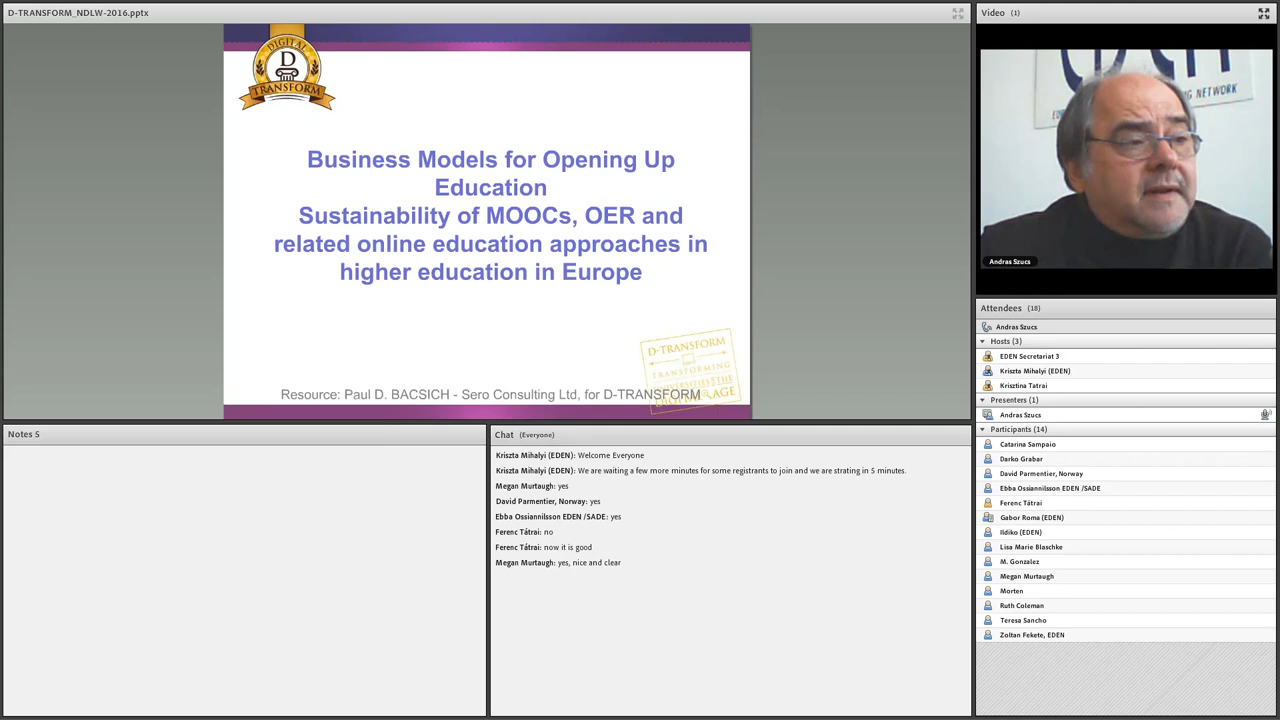 D-TRANSFORM_NDLW-2016.pptx
DIGITAL
D
TRANSFORM
Business Models for Opening Up
Education
Sustainability of MOOCs, OER and
related online education approaches in
higher education in Europe
D-TRANSFORM
TRANSFORMING
Resource: Paul D. BACSICH - Sero Consulting Ltd, for D-TRANSFORM
AGE
Video (1)
NETWORK
Andras Szucs
Attendees (18)
Andras Szucs
Hosts (3)
EDEN Secretariat 3
Kriszta Mihalyi (EDEN)
Krisztina Tatrai
Presenters (1)
Andras Szucs
Participants (14)
Catarina Sampaio
Darko Grabar
David Parmentier, Norway
Ebba Ossiannilsson EDEN /SADE
Ferenc Tátrai
Gabor Roma (EDEN)
Ildiko (EDEN)
Lisa Marie Blaschke
M. Gonzalez
Megan Murtaugh
Morten
Ruth Coleman
Teresa Sancho
Zoltan Fekete, EDEN
Notes 5
Chat (Everyone)
Kriszta Mihalyi (EDEN): Welcome Everyone
Kriszta Mihalyi (EDEN): We are waiting a few more minutes for some registrants to join and we are strating in 5 minutes.
Megan Murtaugh: yes
David Parmentier, Norway: yes
Ebba Ossiannilsson EDEN /SADE: yes
Ferenc Tátrai: no
Ferenc Tátrai: now it is good
Megan Murtaugh: yes, nice and clear